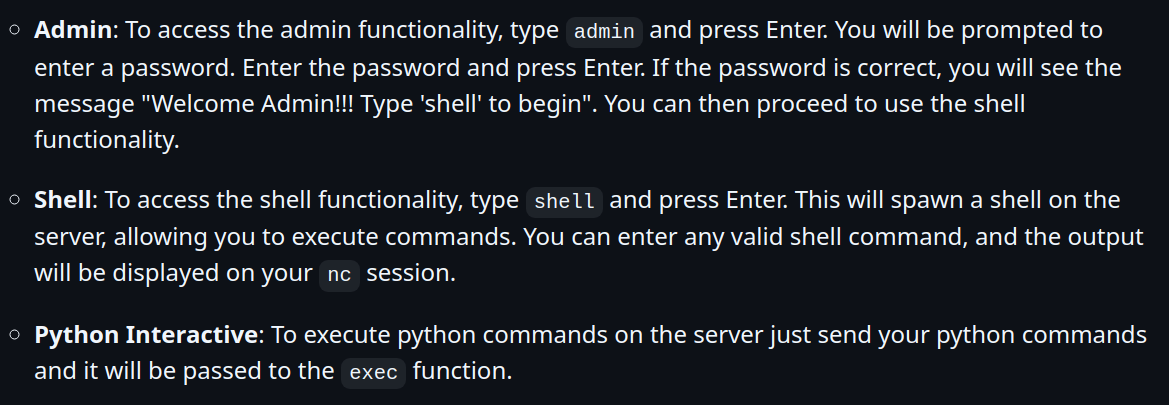 Admin: To access the admin functionality, type admin and press Enter. You will be prompted to
enter a password. Enter the password and press Enter. If the password is correct, you will see the
message "Welcome Admin!!! Type 'shell' to begin". You can then proceed to use the shell
functionality.
Shell: To access the shell functionality, type shell and press Enter. This will spawn a shell on the
server, allowing you to execute commands. You can enter any valid shell command, and the output
will be displayed on your nc session.
Python Interactive: To execute python commands on the server just send your python commands
and it will be passed to the exec function.